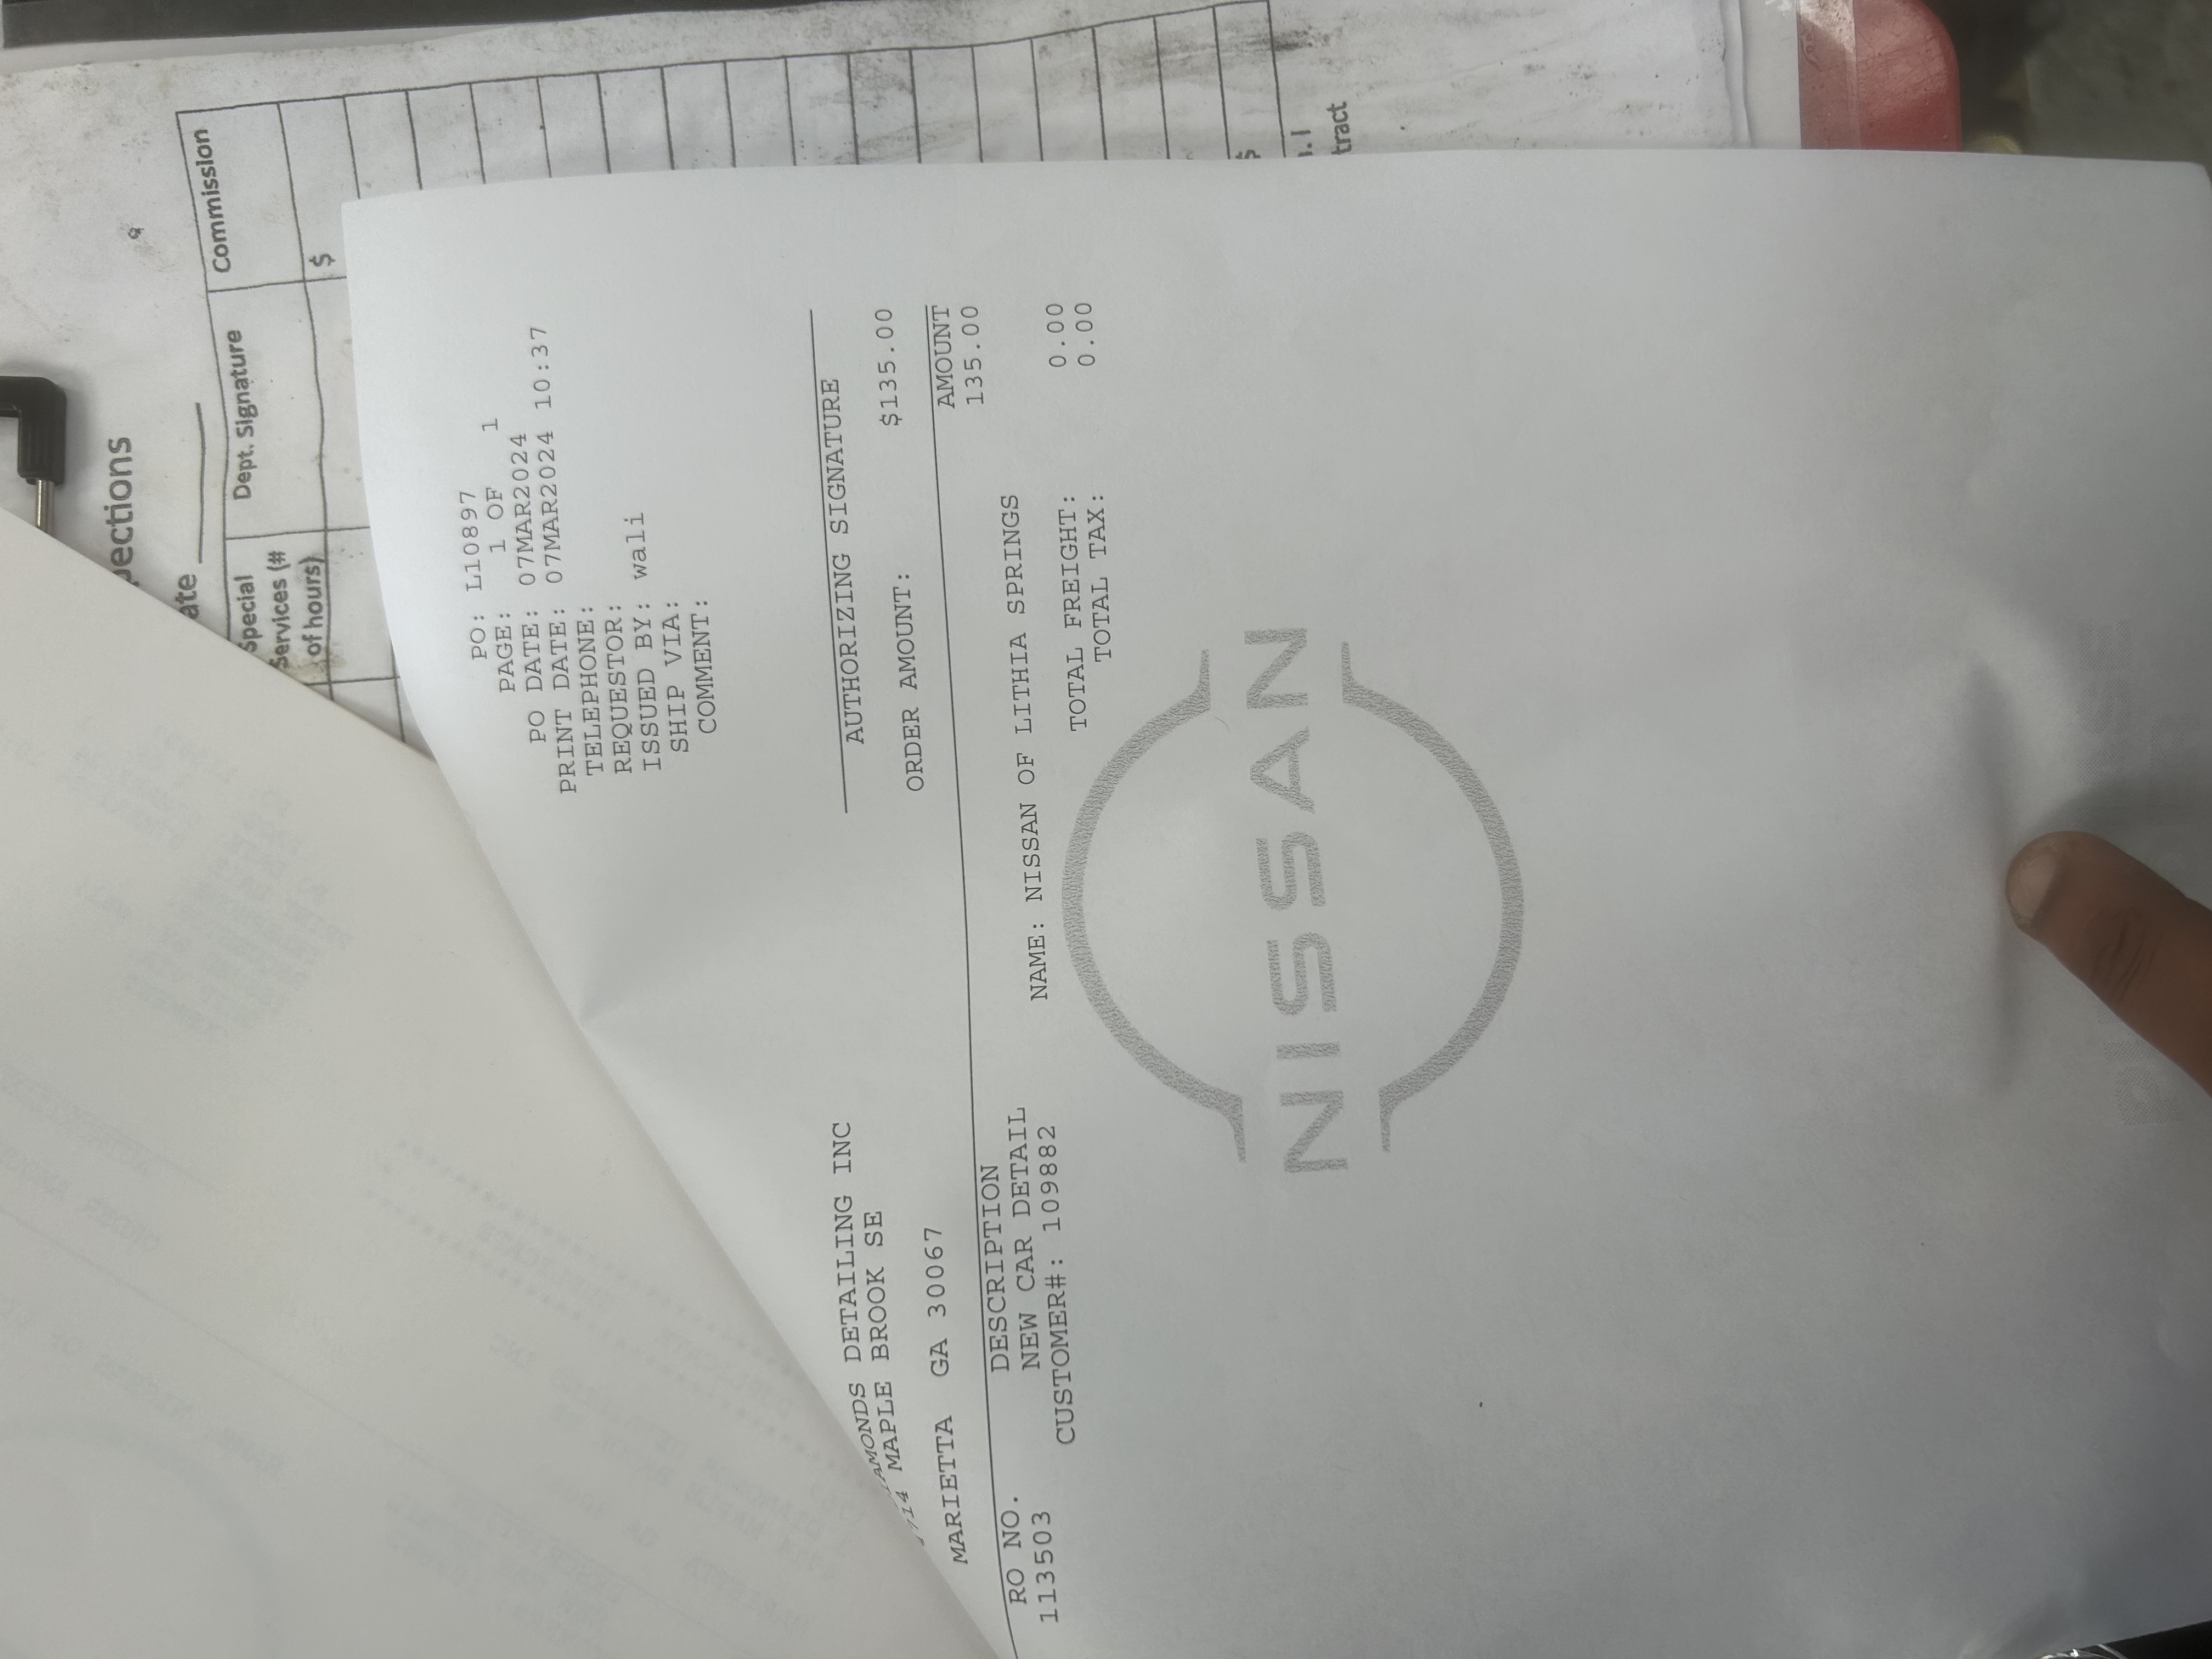 pections
ate
Special Services (# of hours)
Dept. Signature
Commission
$
$
. I
tract
PO: L10897
PAGE: 1 OF 1
PO DATE: 07MAR2024
PRINT DATE: 07MAR2024 10:37
TELEPHONE:
REQUESTOR:
ISSUED BY: wali
SHIP VIA:
COMMENT:
AMONDS DETAILING INC
714 MAPLE BROOK SE
MARIETTA GA 30067
AUTHORIZING SIGNATURE
ORDER AMOUNT: $135.00
RO NO. DESCRIPTION AMOUNT
113503 NEW CAR DETAIL 135.00
CUSTOMER#: 109882 NAME: NISSAN OF LITHIA SPRINGS
TOTAL FREIGHT: 0.00
TOTAL TAX: 0.00
NISSAN